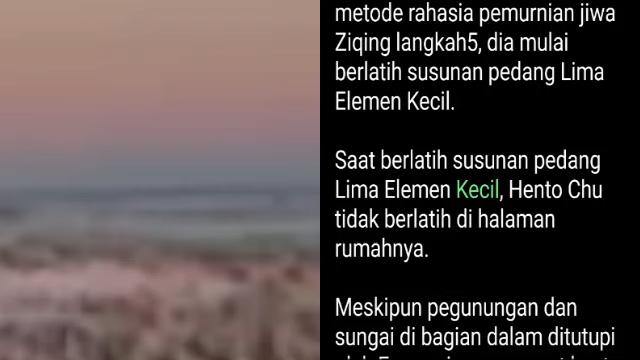 metode rahasia pemurnian jiwa
Ziqing langkah5, dia mulai
berlatih susunan pedang Lima
Elemen Kecil.
Saat berlatih susunan pedang
Lima Elemen Kecil, Hento Chu
tidak berlatih di halaman
rumahnya.
Meskipun pegunungan dan
sungai di bagian dalam ditutupi